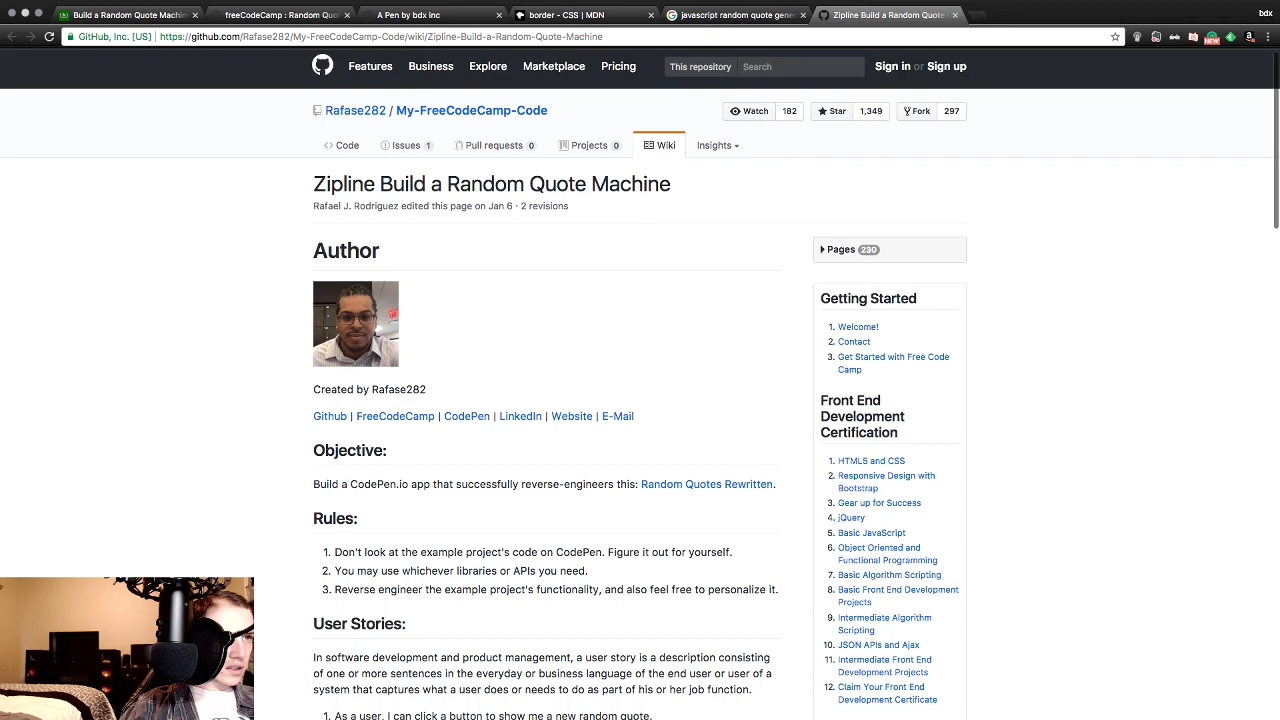 Build a Random Quote Machin
freeCodeCamp : Random Quo
A Pen by bdx inc
border - CSS | MDN
javascript random quote gene
Zipline Build a Random Quote
bdx
GitHub, Inc. [US] | https://github.com/Rafase282/My-FreeCodeCamp-Code/wiki/Zipline-Build-a-Random-Quote-Machine
NEW
Features Business Explore Marketplace Pricing This repository Search Sign in or Sign up
Rafase282 / My-FreeCodeCamp-Code
Watch 182 Star 1,349 Fork 297
Code Issues 1 Pull requests 0 Projects 0 Wiki Insights
Zipline Build a Random Quote Machine
Rafael J. Rodriguez edited this page on Jan 6 · 2 revisions
Author
Created by Rafase282
Github | FreeCodeCamp | CodePen | LinkedIn | Website | E-Mail
Objective:
Build a CodePen.io app that successfully reverse-engineers this: Random Quotes Rewritten.
Rules:
1. Don't look at the example project's code on CodePen. Figure it out for yourself.
2. You may use whichever libraries or APIs you need.
3. Reverse engineer the example project's functionality, and also feel free to personalize it.
User Stories:
In software development and product management, a user story is a description consisting
of one or more sentences in the everyday or business language of the end user or user of a
system that captures what a user does or needs to do as part of his or her job function.
1. As a user, I can click a button to show me a new random quote.
Pages 230
Getting Started
1. Welcome!
2. Contact
3. Get Started with Free Code
Camp
Front End
Development
Certification
1. HTML5 and CSS
2. Responsive Design with
Bootstrap
3. Gear up for Success
4. jQuery
5. Basic JavaScript
6. Object Oriented and
Functional Programming
7. Basic Algorithm Scripting
8. Basic Front End Development
Projects
9. Intermediate Algorithm
Scripting
10. JSON APIs and Ajax
11. Intermediate Front End
Development Projects
12. Claim Your Front End
Development Certificate